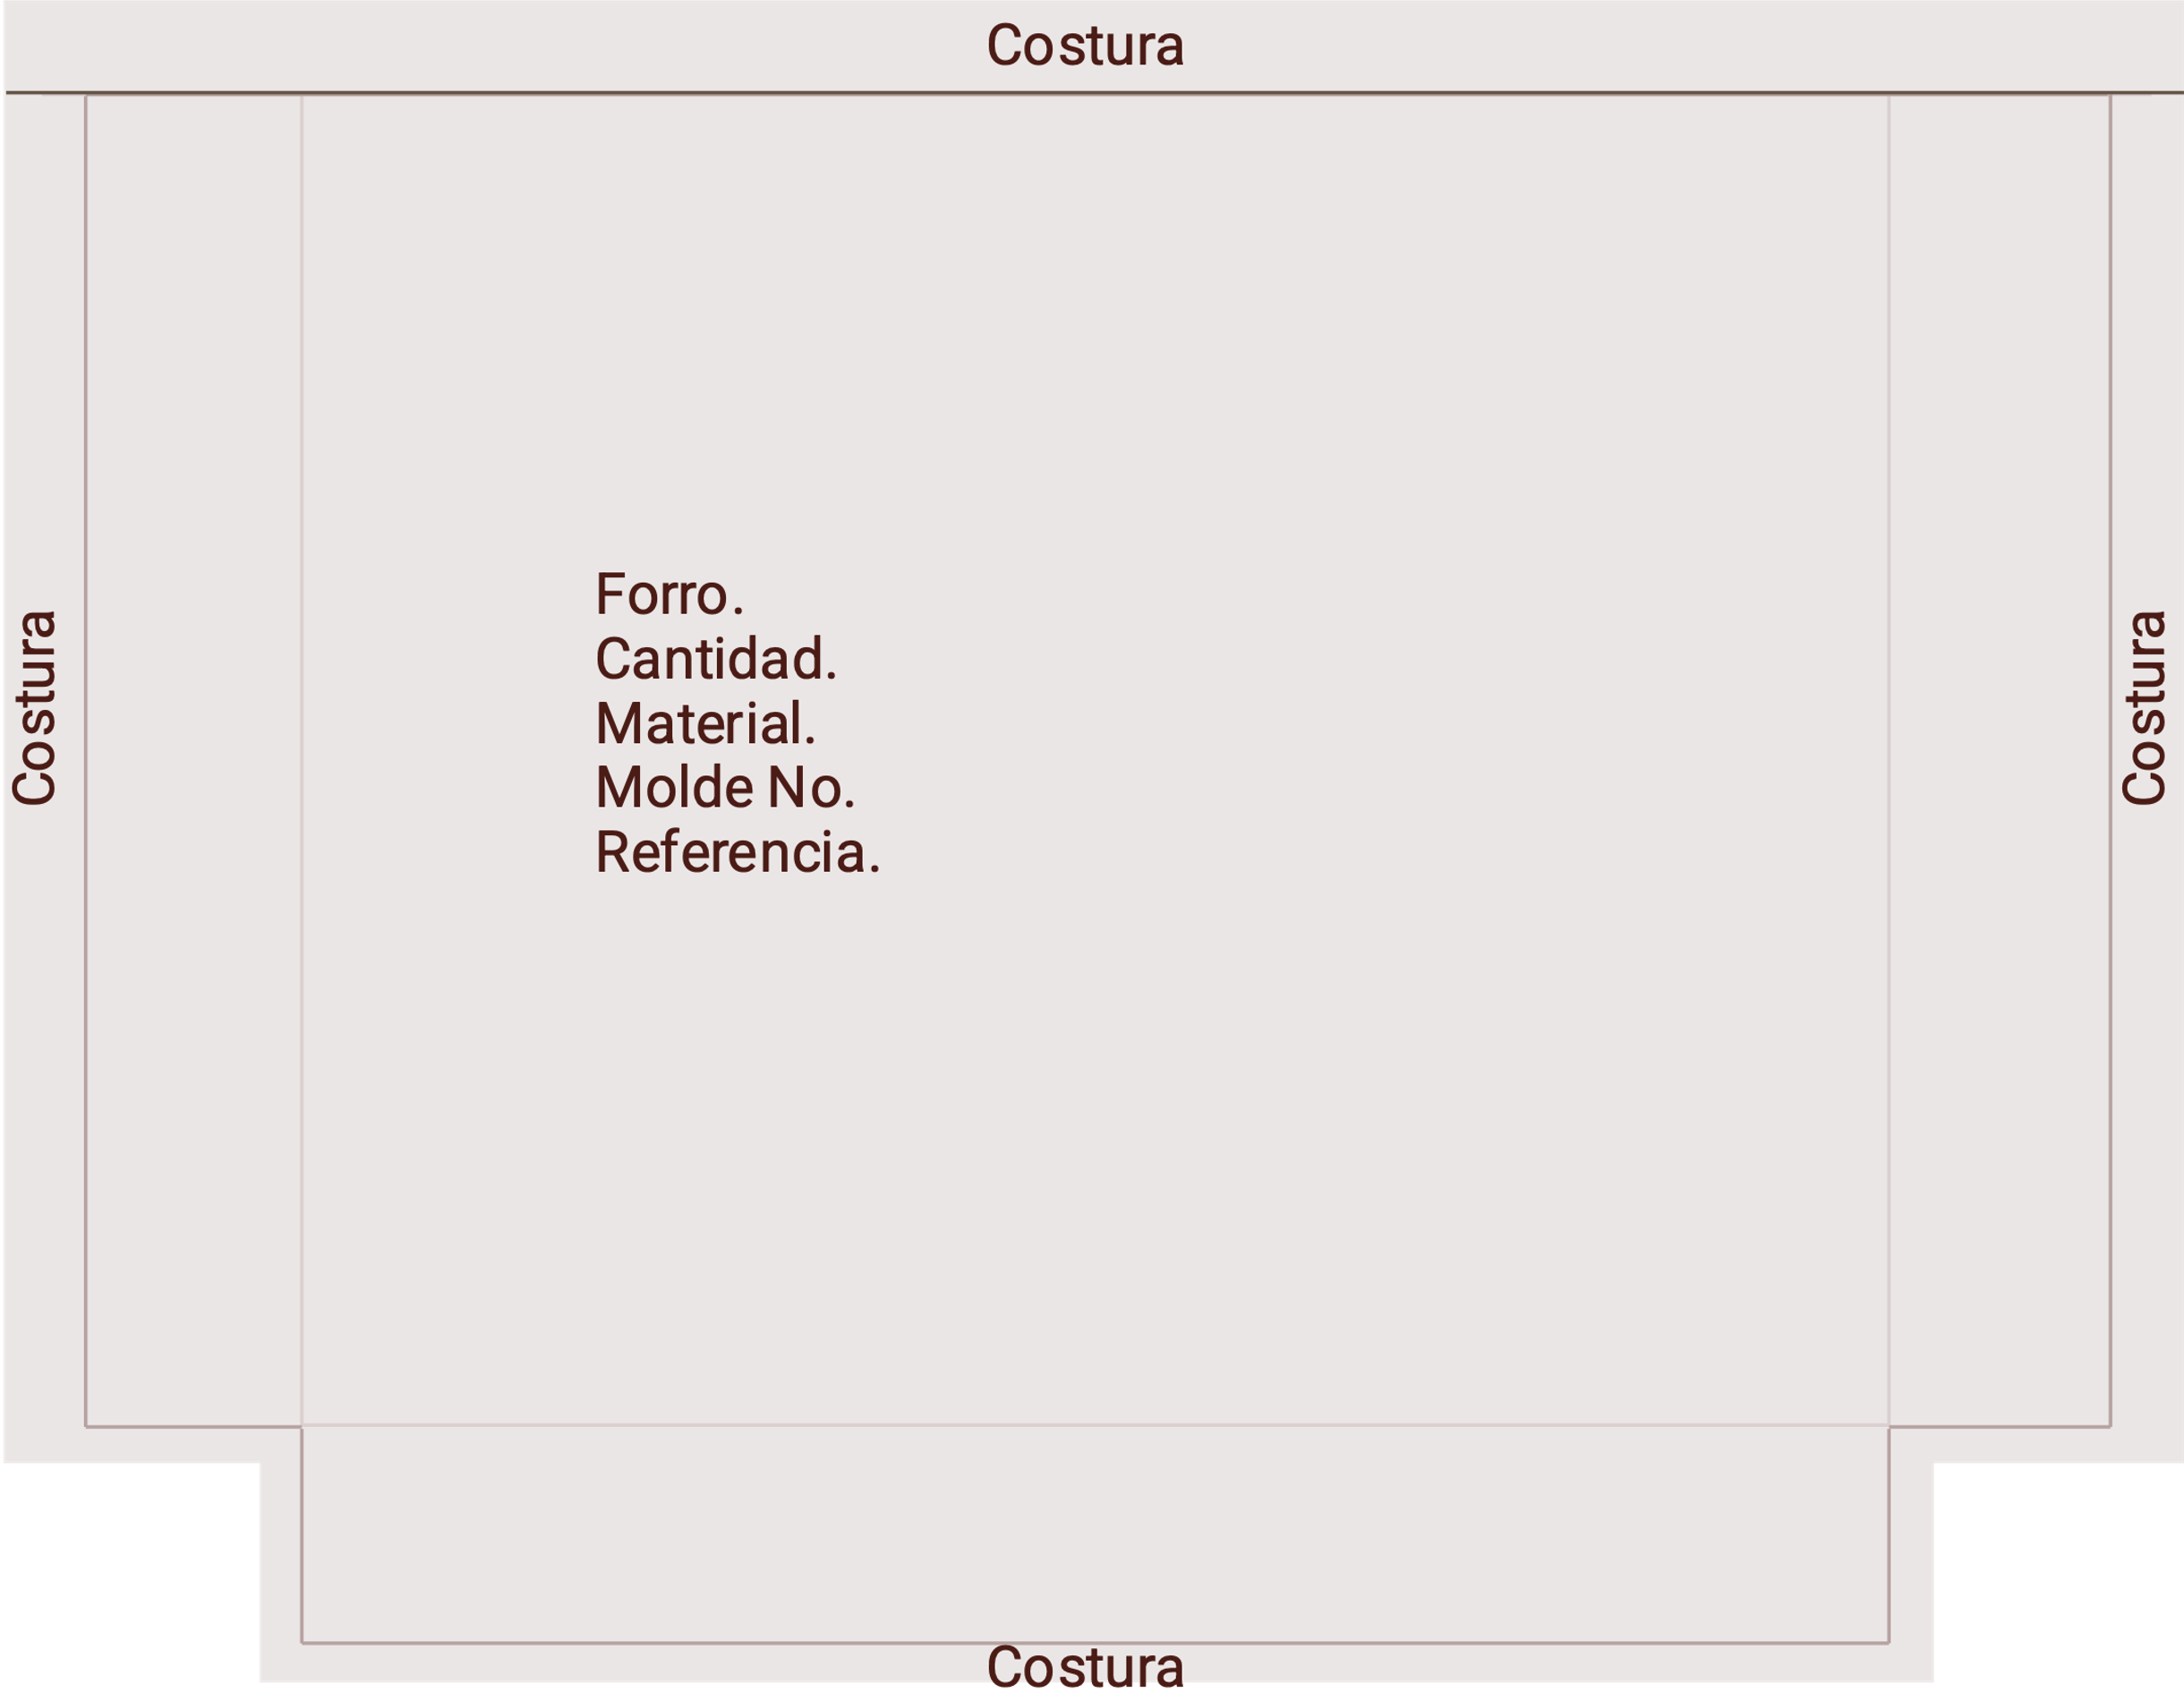 Costura
Costura
Forro.
Cantidad.
Material.
Molde No.
Referencia.
Costura
Costura